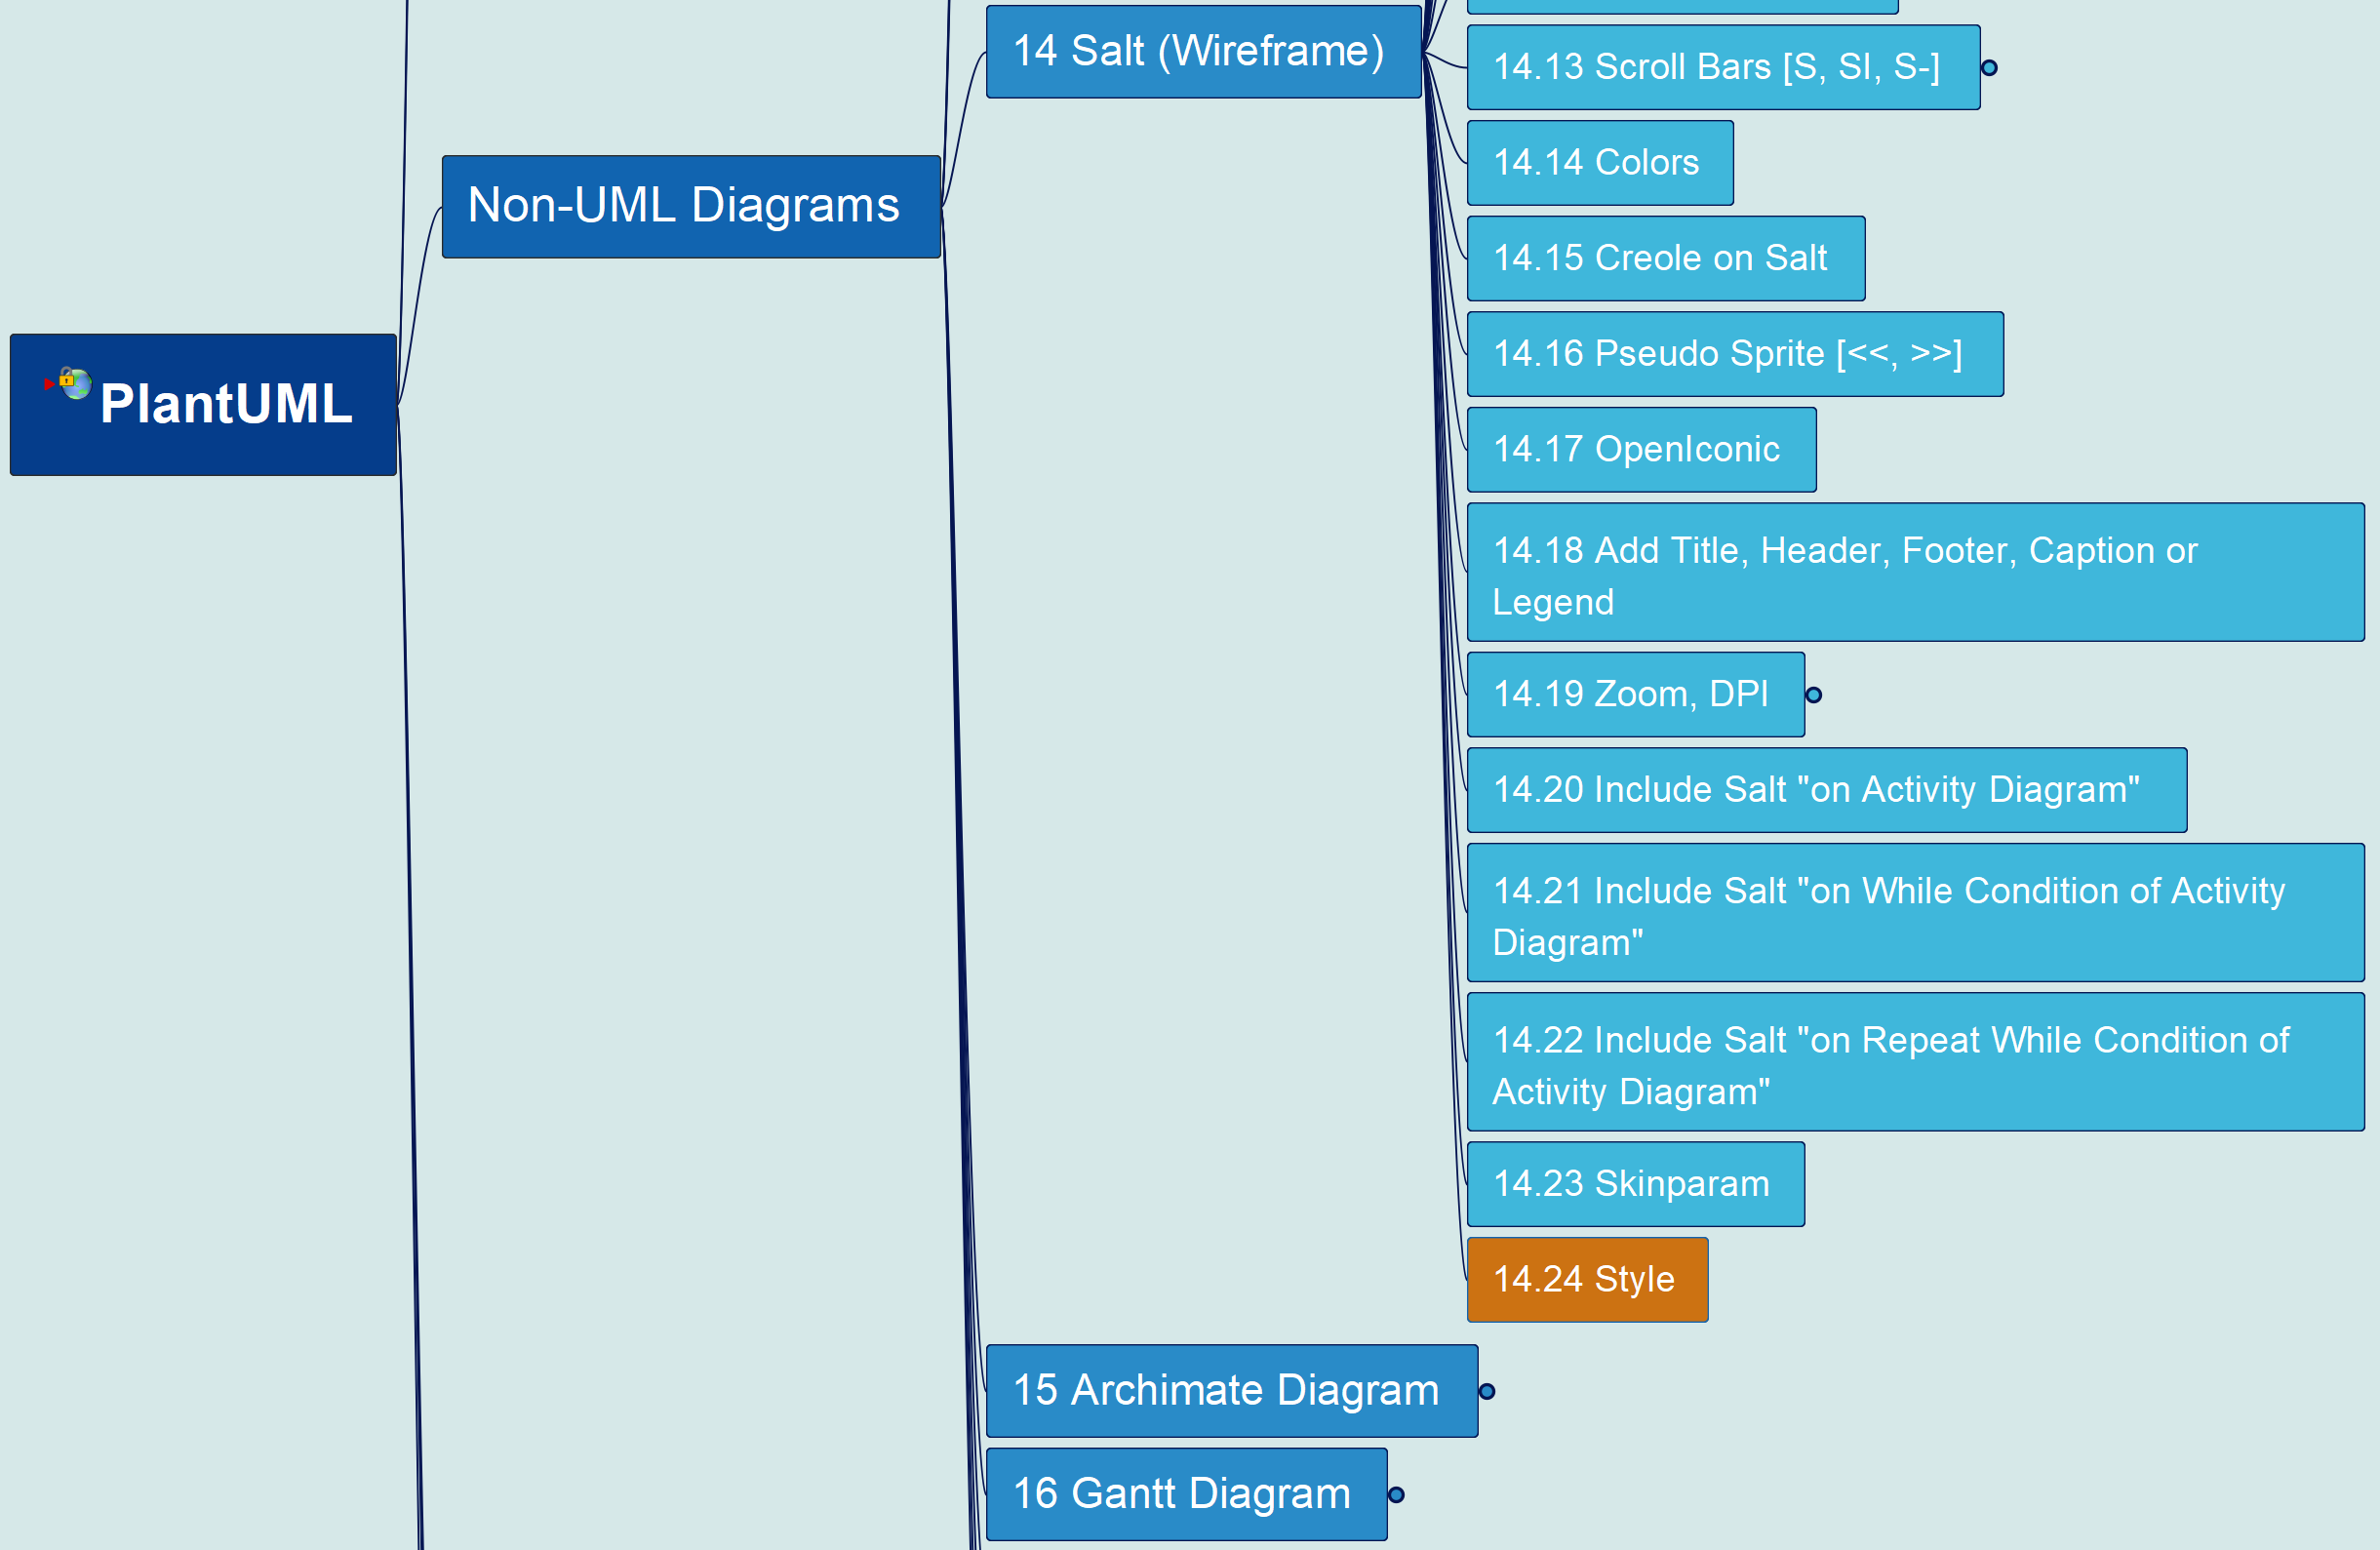 14 Salt (Wireframe)
14.13 Scroll Bars [S, SI, S-]
14.14 Colors
Non-UML Diagrams
14.15 Creole on Salt
14.16 Pseudo Sprite [<<, >>]
PlantUML
14.17 OpenIconic
14.18 Add Title, Header, Footer, Caption or
Legend
14.19 Zoom, DPI
14.20 Include Salt "on Activity Diagram"
14.21 Include Salt "on While Condition of Activity
Diagram"
14.22 Include Salt "on Repeat While Condition of
Activity Diagram"
14.23 Skinparam
14.24 Style
15 Archimate Diagram
16 Gantt Diagram